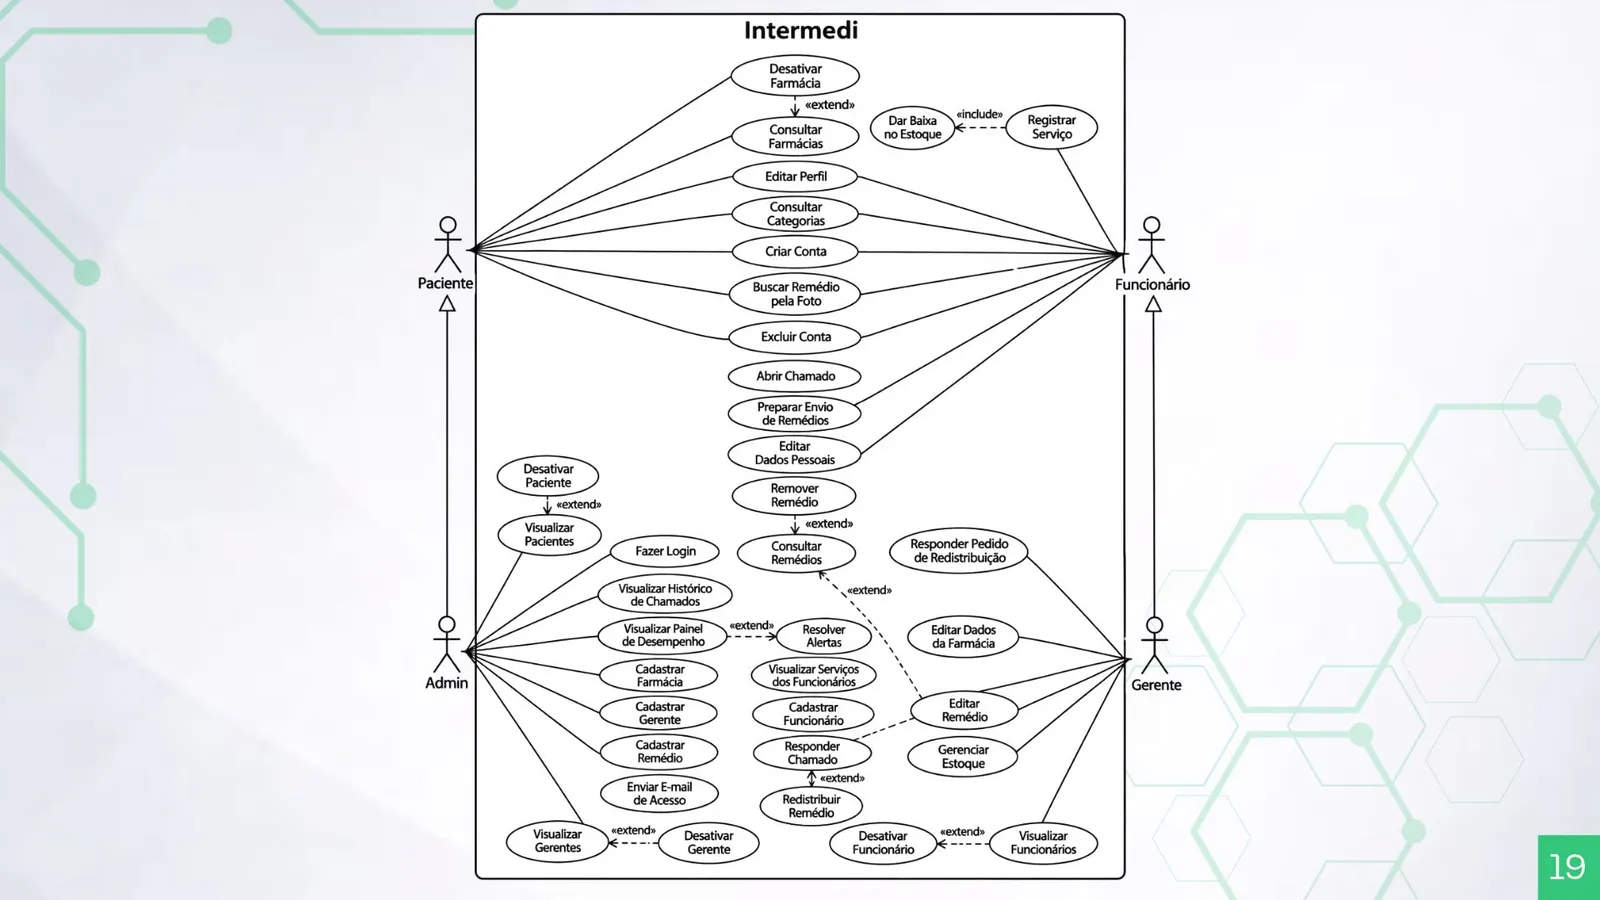 Intermedi
Desativar
Farmácia
«extend»
Consultar
Farmácias
Dar Baixa
no Estoque
«include»
Registrar
Serviço
Editar Perfil
Consultar
Categorias
Criar Conta
Paciente
Funcionário
Buscar Remédio
pela Foto
Excluir Conta
Abrir Chamado
Preparar Envio
de Remédios
Editar
Dados Pessoais
Desativar
Paciente
«extend»
Visualizar
Pacientes
Remover
Remédio
«extend»
Consultar
Remédios
Fazer Login
Responder Pedido
de Redistribuição
«extend»
Visualizar Histórico
de Chamados
Visualizar Painel
de Desempenho
«extend»
Resolver
Alertas
Editar Dados
da Farmácia
Admin
Gerente
Cadastrar
Farmácia
Visualizar Serviços
dos Funcionários
Cadastrar
Gerente
Cadastrar
Funcionário
Editar
Remédio
Cadastrar
Remédio
Responder
Chamado
Gerenciar
Estoque
«extend»
Enviar E-mail
de Acesso
Redistribuir
Remédio
Visualizar
Gerentes
«extend»
Desativar
Gerente
Desativar
Funcionário
«extend»
Visualizar
Funcionários
19